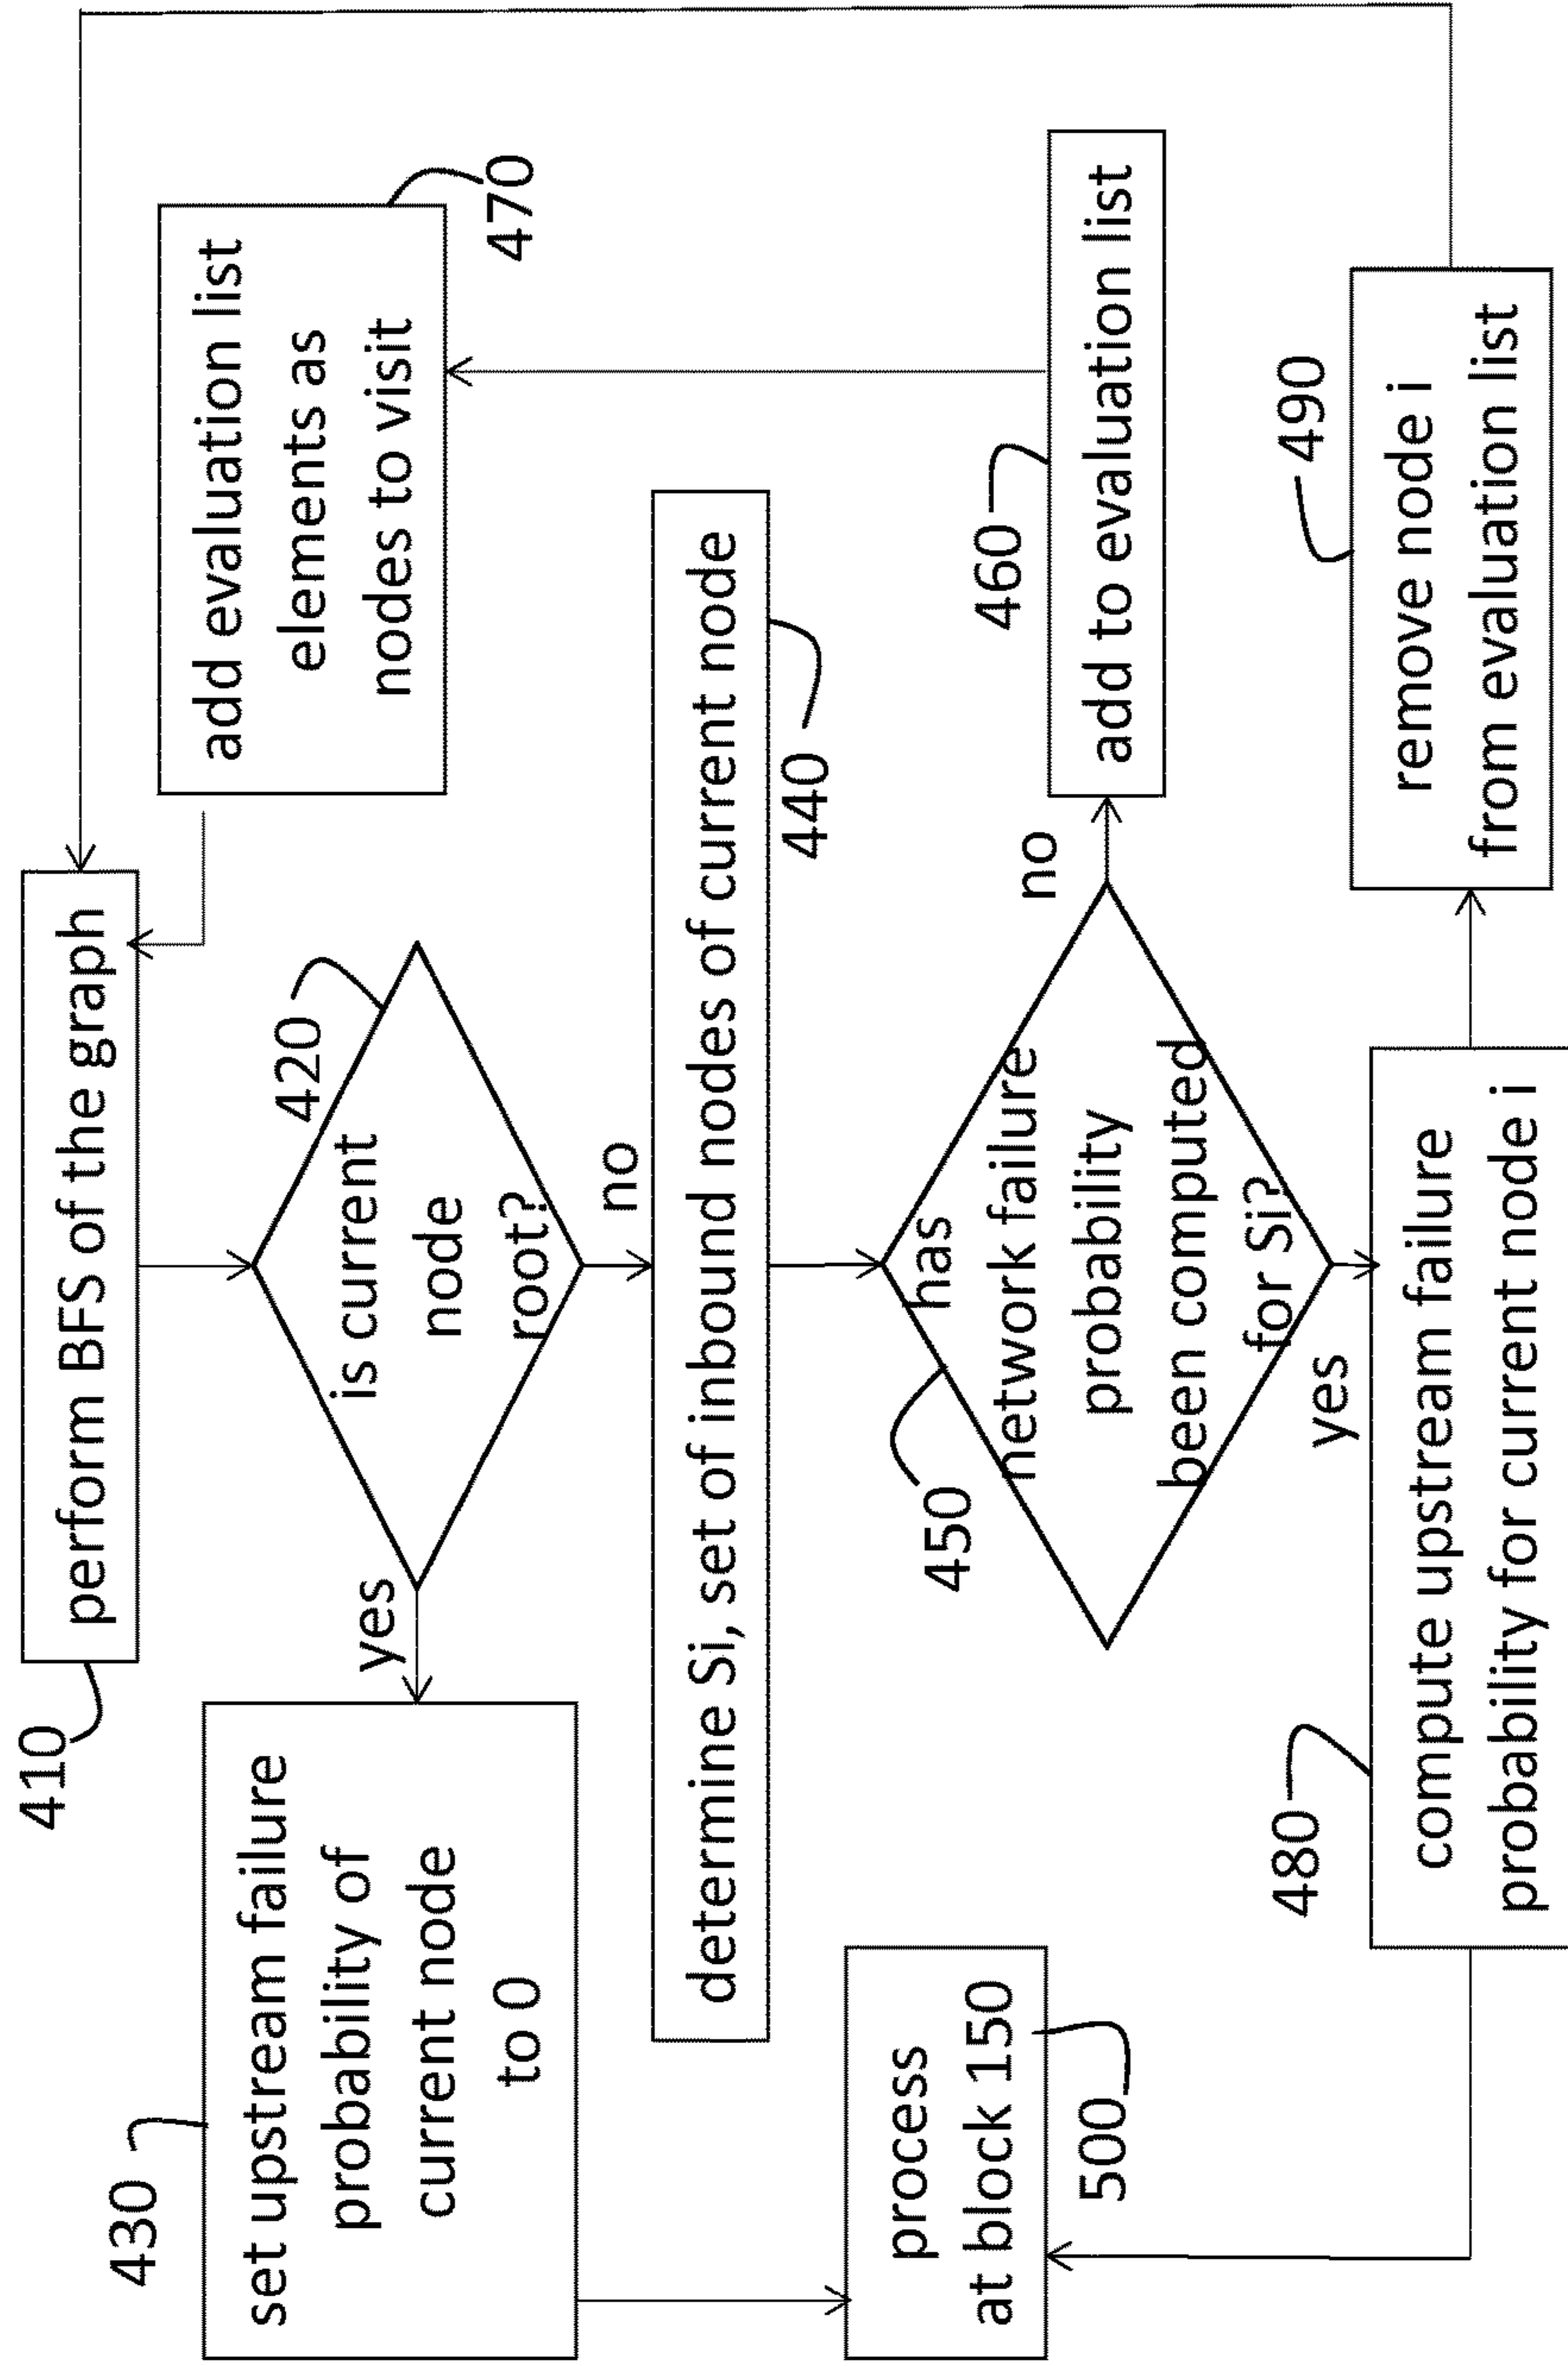 410
perform BFS of the graph
420
is current
node
root?
yes
no
430
set upstream failure
probability of
current node
to 0
determine Si, set of inbound nodes of current node
440
450
has
network failure
probability
been computed
for Si?
no
yes
460
add to evaluation list
add evaluation list
elements as
nodes to visit
470
480
compute upstream failure
probability for current node i
490
remove node i
from evaluation list
process
at block 150
500